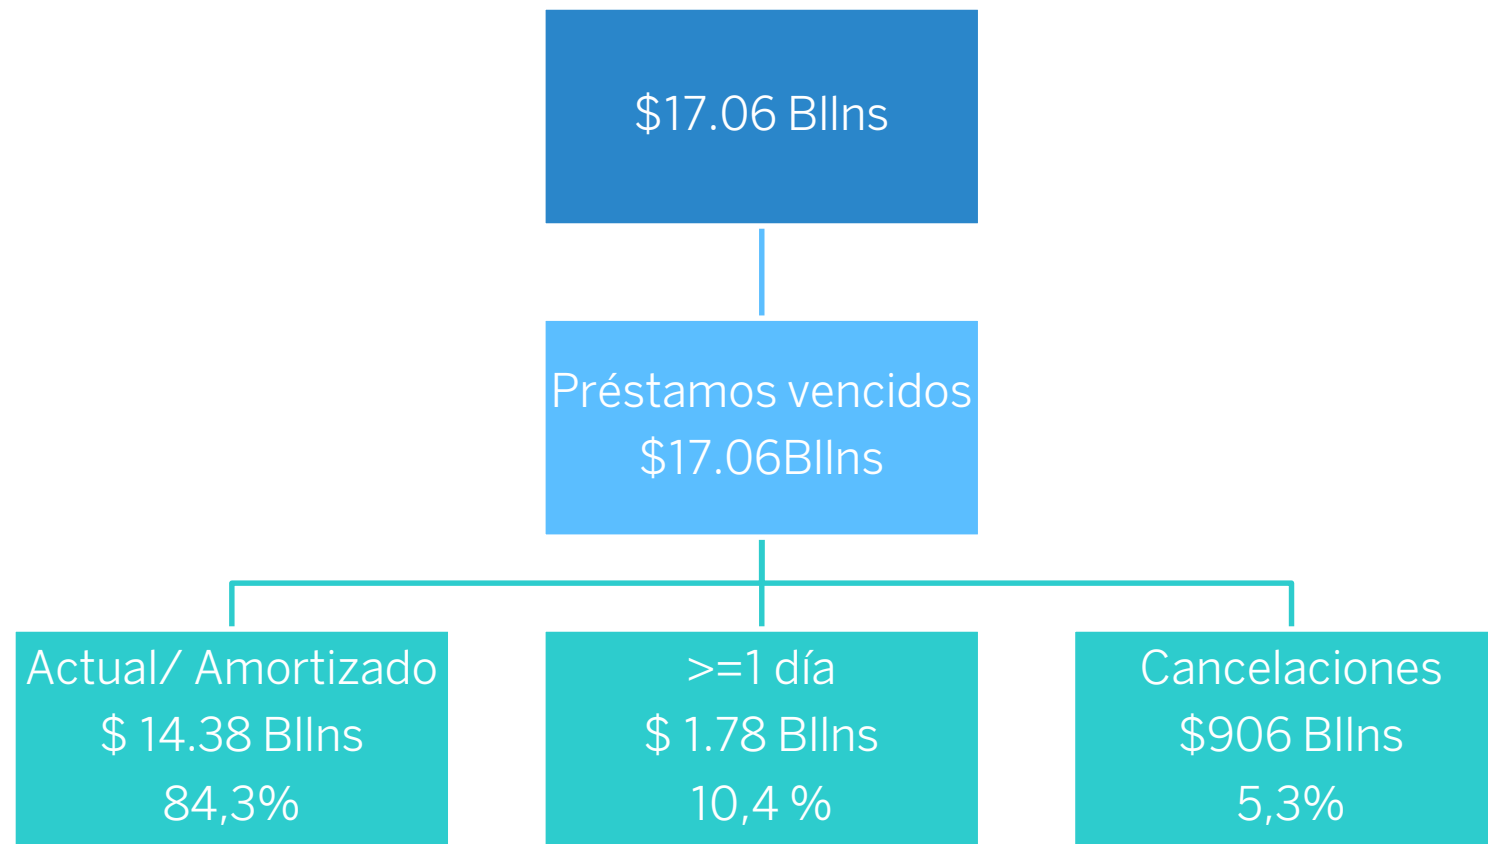 $17.06 Bllns
Préstamos vencidos
$17.06Bllns
Actual/ Amortizado
$ 14.38 Bllns
84,3%
>=1 día
$ 1.78 Bllns
10,4 %
Cancelaciones
$906 Bllns
5,3%